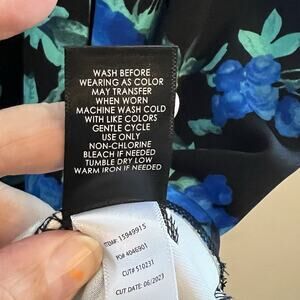 WASH BEFORE
WEARING AS COLOR
MAY TRANSFER
WHEN WORN
MACHINE WASH COLD
WITH LIKE COLORS
GENTLE CYCLE
USE ONLY
NON-CHLORINE
BLEACH IF NEEDED
TUMBLE DRY LOW
WARM IRON IF NEEDED
ITEM#: 15949915
PO# 4046901
CUT# 510231
CUT DATE: 06/2023